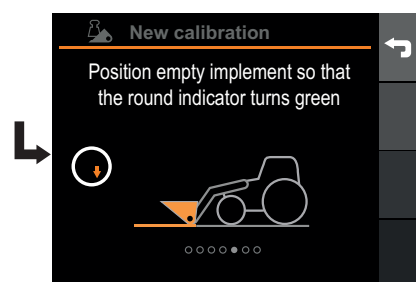 New calibration
Position empty implement so that
the round indicator turns green